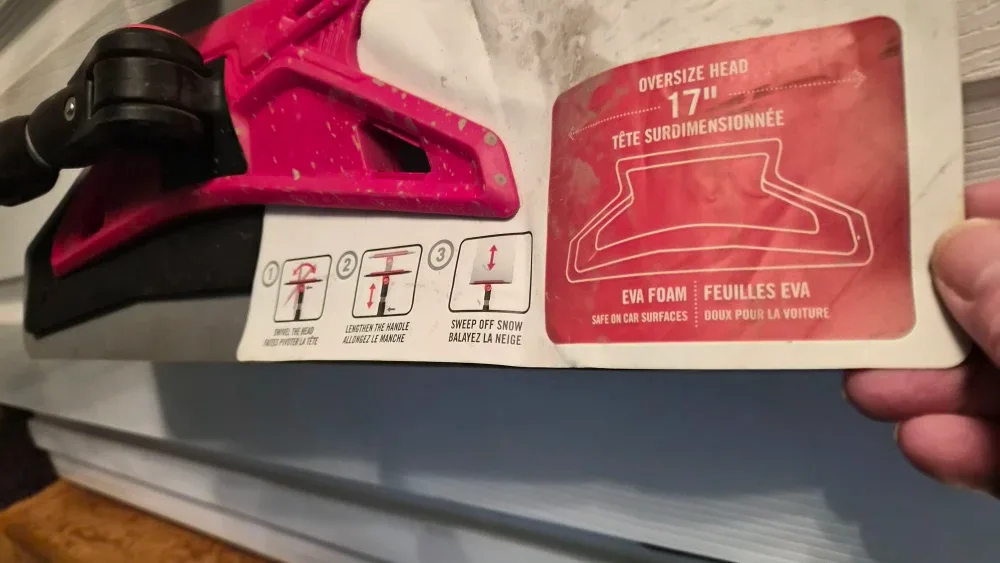 OVERSIZE HEAD
17"
TÊTE SURDIMENSIONNÉE
1
2
3
SWIVEL THE HEAD
FAITES PIVOTER LA TÊTE
LENGTHEN THE HANDLE
ALLONGEZ LE MANCHE
SWEEP OFF SNOW
BALAYEZ LA NEIGE
EVA FOAM
SAFE ON CAR SURFACES
FEUILLES EVA
DOUX POUR LA VOITURE